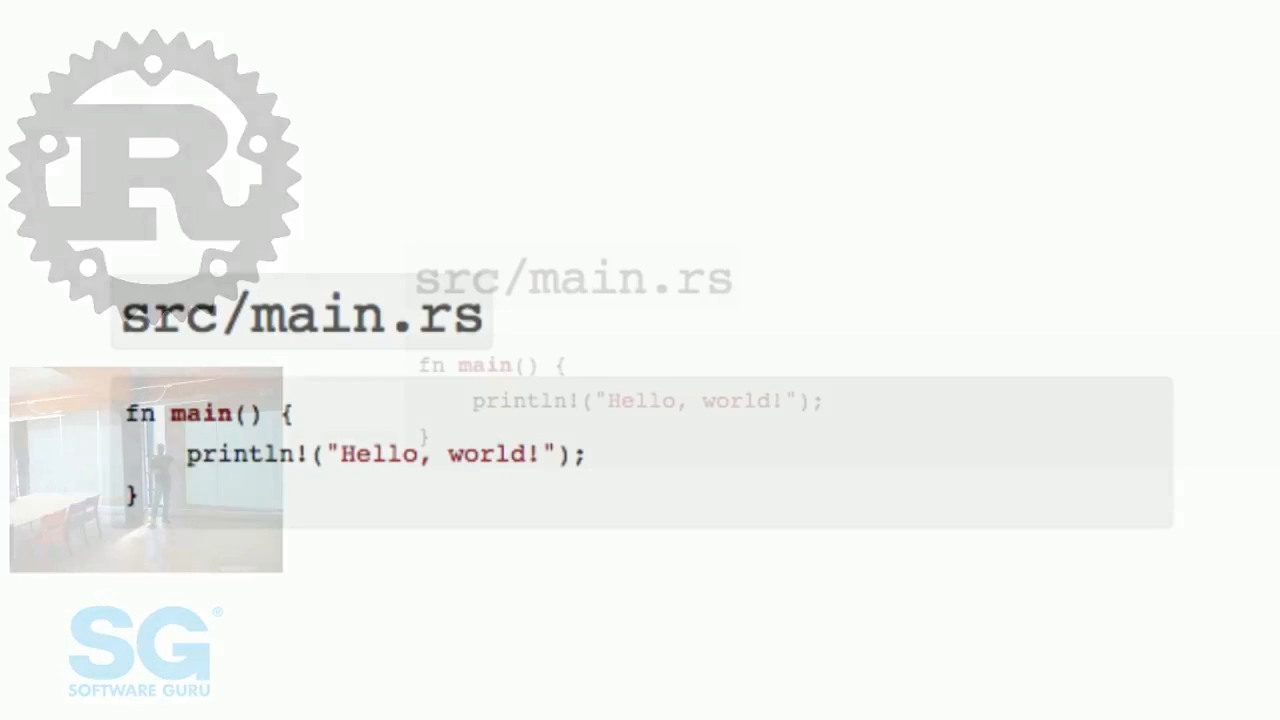 R
src/main.rs
src/main.rs
fn main() {
    println!("Hello, world!");
}
fn main() {
    println!("Hello, world!");
}
SG®
SOFTWARE GURU